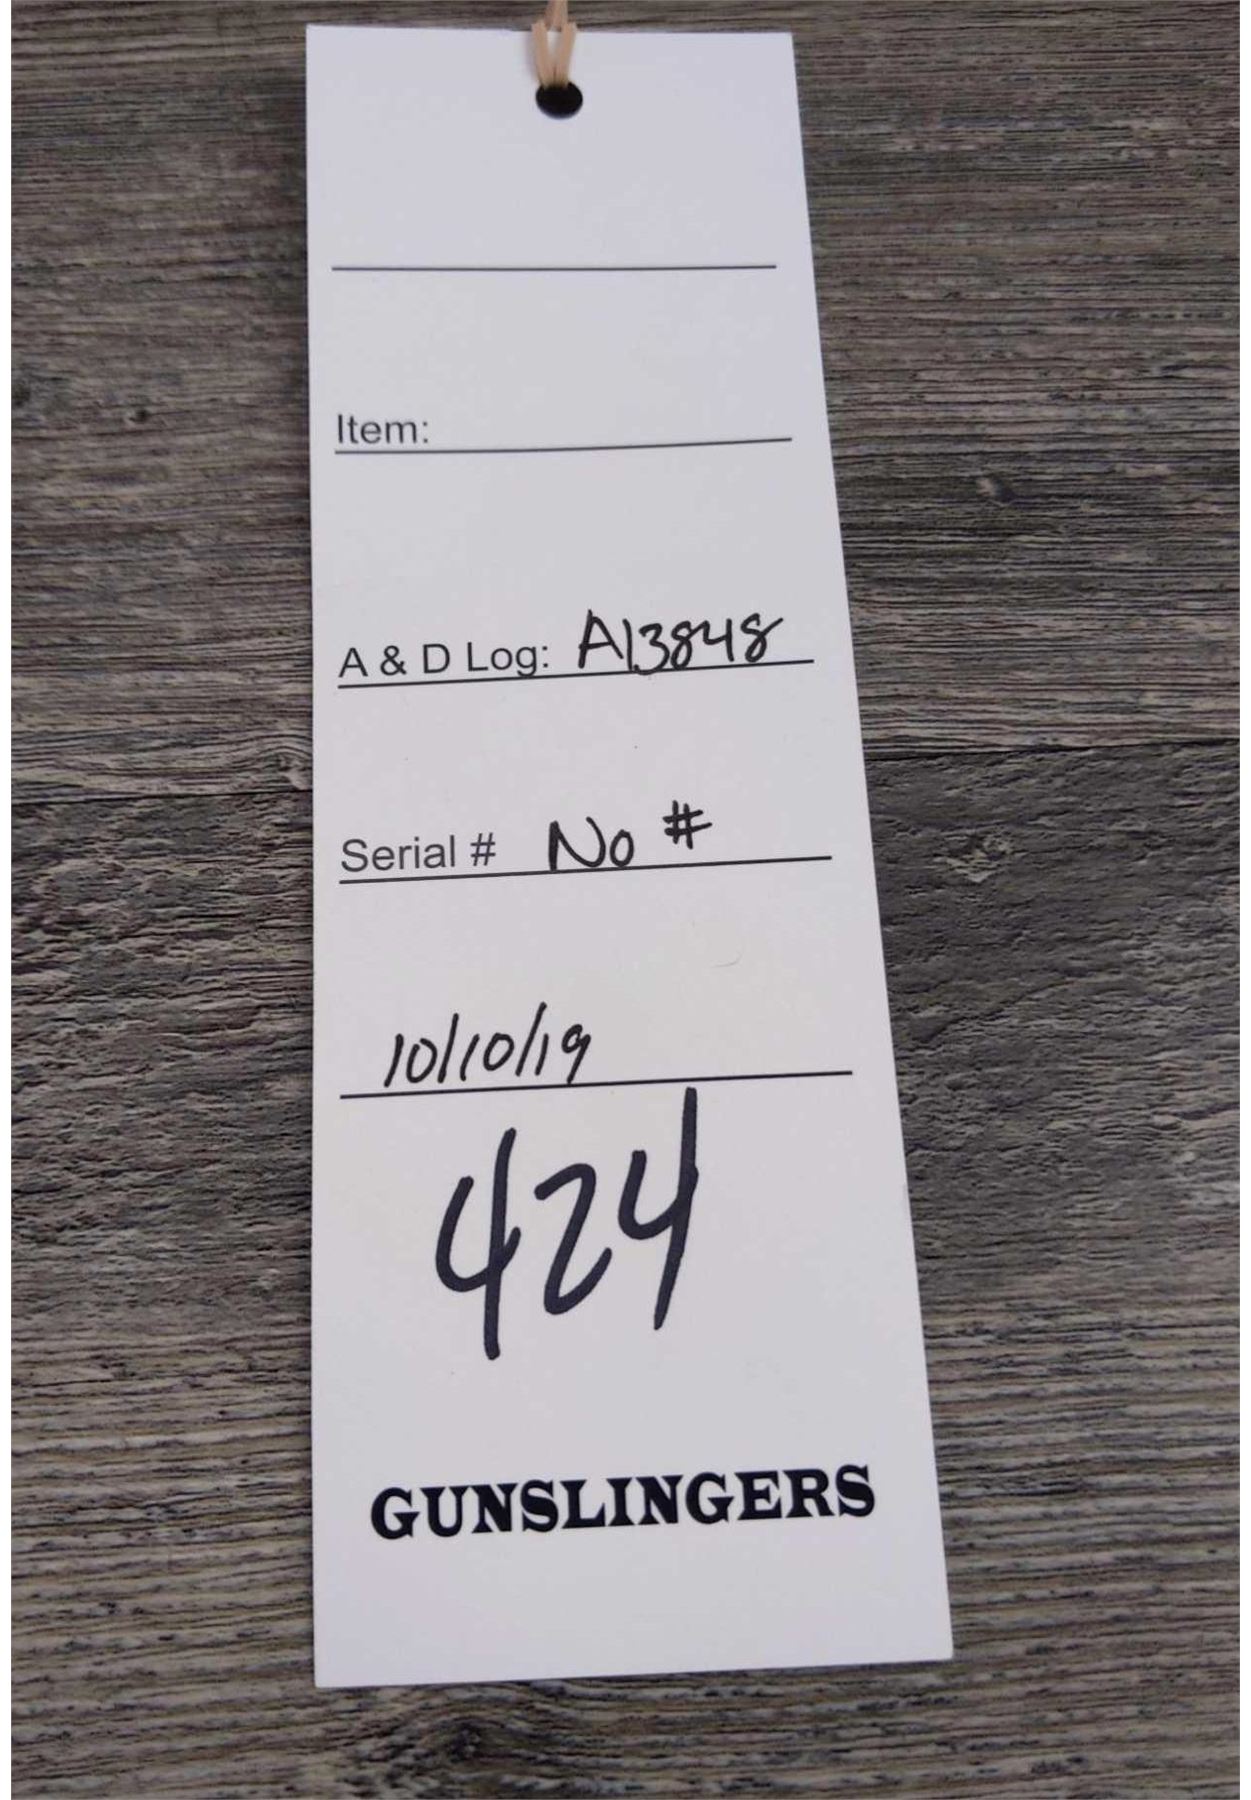 Item:
A & D Log: A13848
Serial # No #
10/10/19
424
GUNSLINGERS